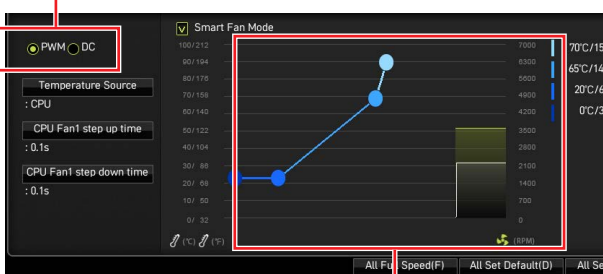 Smart Fan Mode
PWM DC
Temperature Source
: CPU
CPU Fan1 step up time
: 0.1s
CPU Fan1 step down time
: 0.1s
100/212 7000
90/194 6300
80/176 5600
70/158 4900
60/140 4200
50/122 3500
40/104 2800
30/ 86 2100
20/ 68 1400
10/ 50 700
0/ 32 0
(°C) (°F) (RPM)
70°C/15
65°C/14
20°C/6
0°C/3
All Full Speed(F) All Set Default(D) All Se